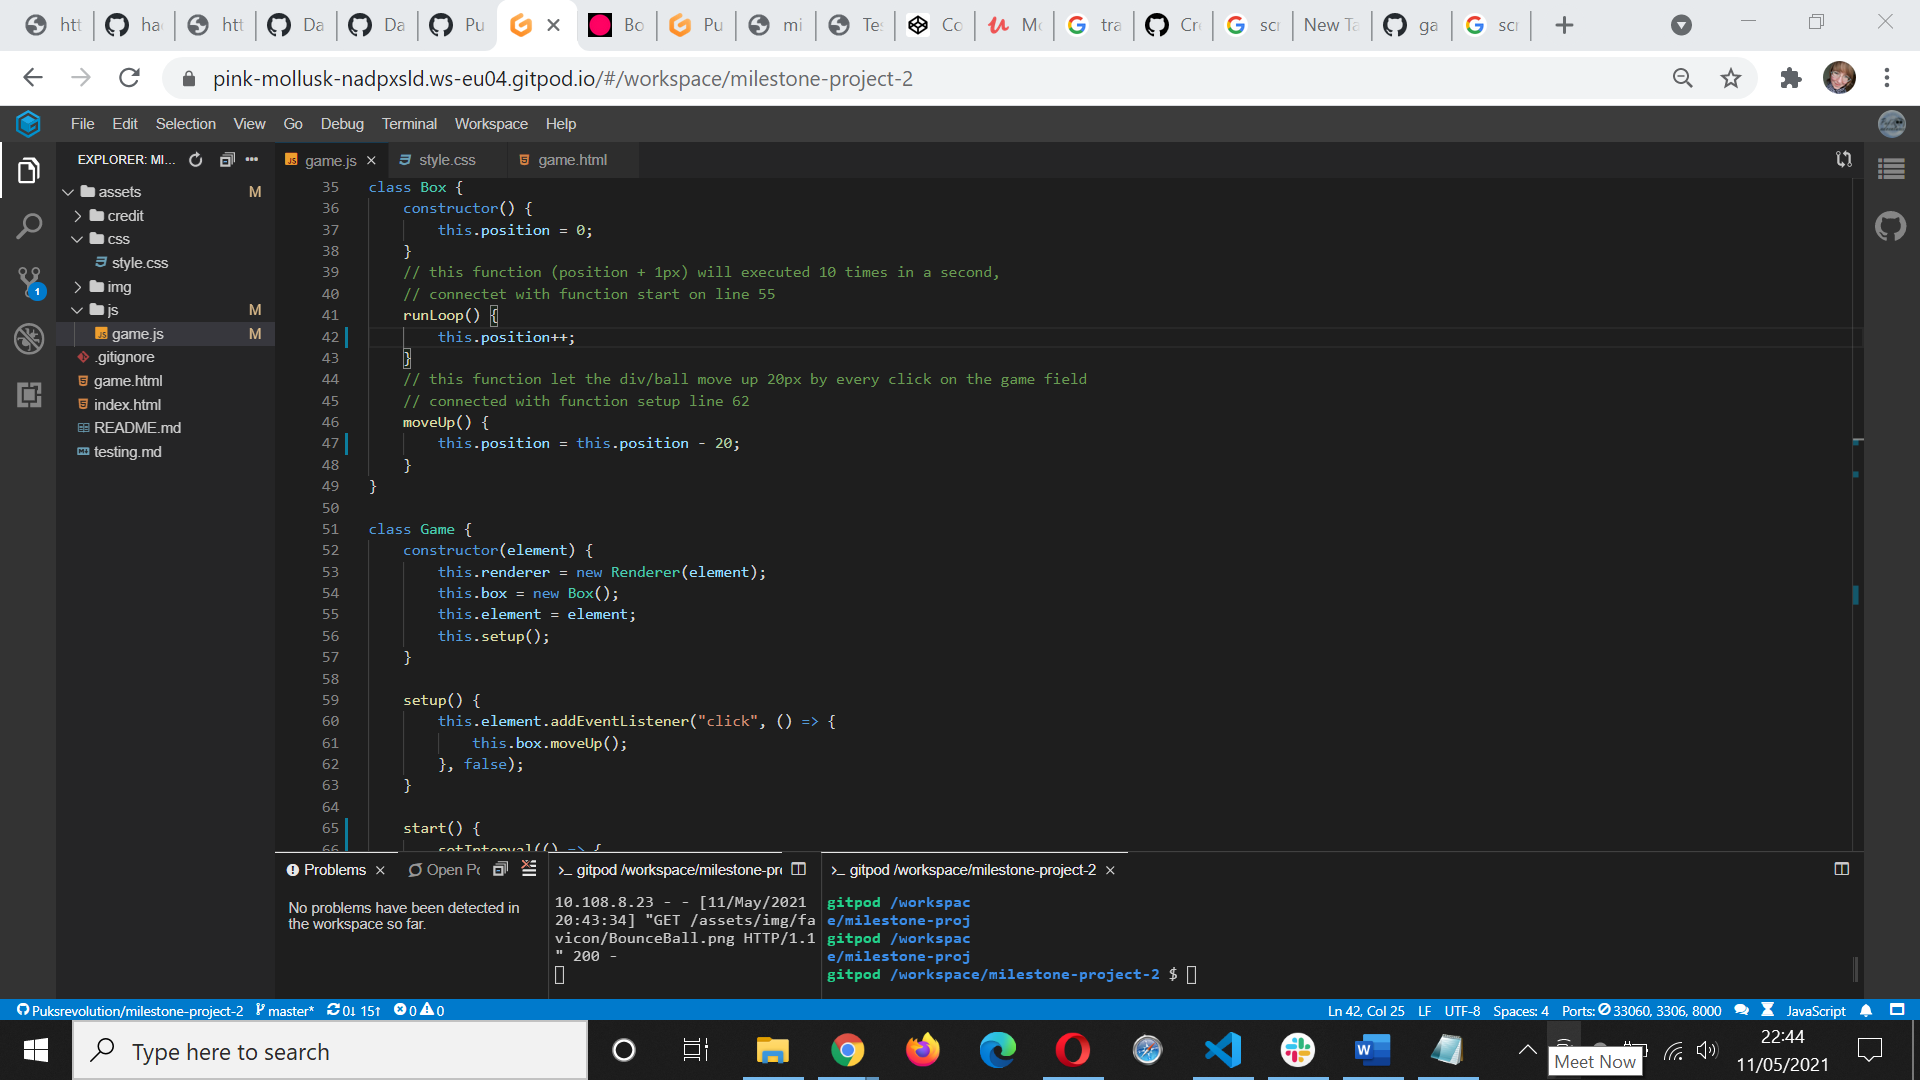 htt
ha
htt
Da
Da
Pu
Bo
Pu
mi
Tes
Co
Mo
tra
Cre
scr
New Ta
ga
scr
pink-mollusk-nadpxsld.ws-eu04.gitpod.io/#/workspace/milestone-project-2
File Edit Selection View Go Debug Terminal Workspace Help
EXPLORER: MI...
game.js
style.css
game.html
assets M
credit
css
style.css
img
js M
game.js M
.gitignore
game.html
index.html
README.md
testing.md
1
35 class Box {
36 constructor() {
37 this.position = 0;
38 }
39 // this function (position + 1px) will executed 10 times in a second,
40 // connectet with function start on line 55
41 runLoop() {
42 this.position++;
43 }
44 // this function let the div/ball move up 20px by every click on the game field
45 // connected with function setup line 62
46 moveUp() {
47 this.position = this.position - 20;
48 }
49 }
50
51 class Game {
52 constructor(element) {
53 this.renderer = new Renderer(element);
54 this.box = new Box();
55 this.element = element;
56 this.setup();
57 }
58
59 setup() {
60 this.element.addEventListener("click", () => {
61 this.box.moveUp();
62 }, false);
63 }
64
65 start() {
66 setInterval(() => {
Problems
Open Po
No problems have been detected in
the workspace so far.
>_ gitpod /workspace/milestone-pr
10.108.8.23 - - [11/May/2021
20:43:34] "GET /assets/img/fa
vicon/BounceBall.png HTTP/1.1
" 200 -
>_ gitpod /workspace/milestone-project-2
gitpod /workspac
e/milestone-proj
gitpod /workspac
e/milestone-proj
gitpod /workspace/milestone-project-2 $
Puksrevolution/milestone-project-2 master* 0↓ 15↑ 0 0
Ln 42, Col 25 LF UTF-8 Spaces: 4 Ports: 33060, 3306, 8000 JavaScript
Type here to search
Meet Now
22:44
11/05/2021